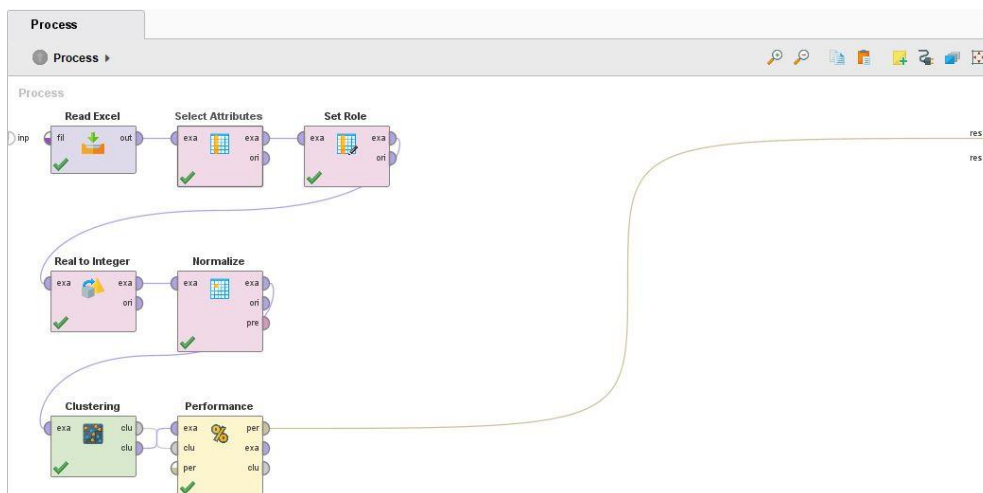 Process
Process
Process
Read Excel
Select Attributes
Set Role
inp
fil
out
exa
exa
ori
exa
exa
ori
res
res
Real to Integer
Normalize
exa
exa
ori
exa
exa
ori
pre
Clustering
Performance
exa
clu
clu
exa
clu
per
per
exa
clu